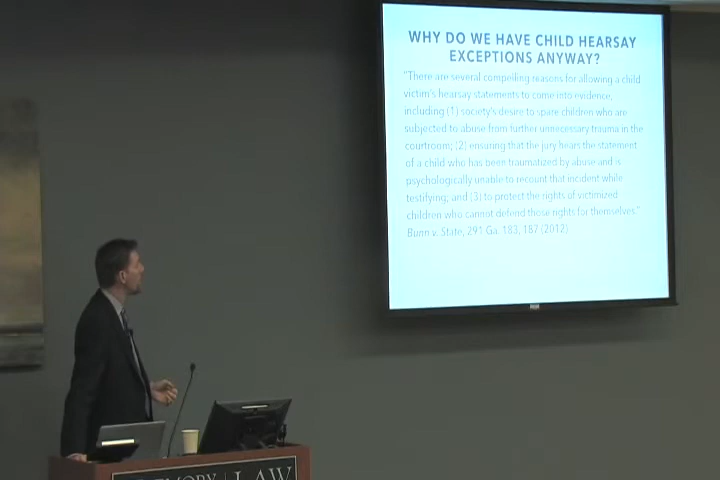 WHY DO WE HAVE CHILD HEARSAY
EXCEPTIONS ANYWAY?
"There are several compelling reasons for allowing a child
victim's hearsay statements to come into evidence,
including (1) society's desire to spare children who are
subjected to abuse from further unnecessary trauma in the
courtroom; (2) ensuring that the jury hears the statement
of a child who has been traumatized by abuse and is
psychologically unable to recount that incident while
testifying; and (3) to protect the rights of victimized
children who cannot defend those rights for themselves."
Bunn v. State, 291 Ga. 183, 187 (2012)
EMORY | LAW